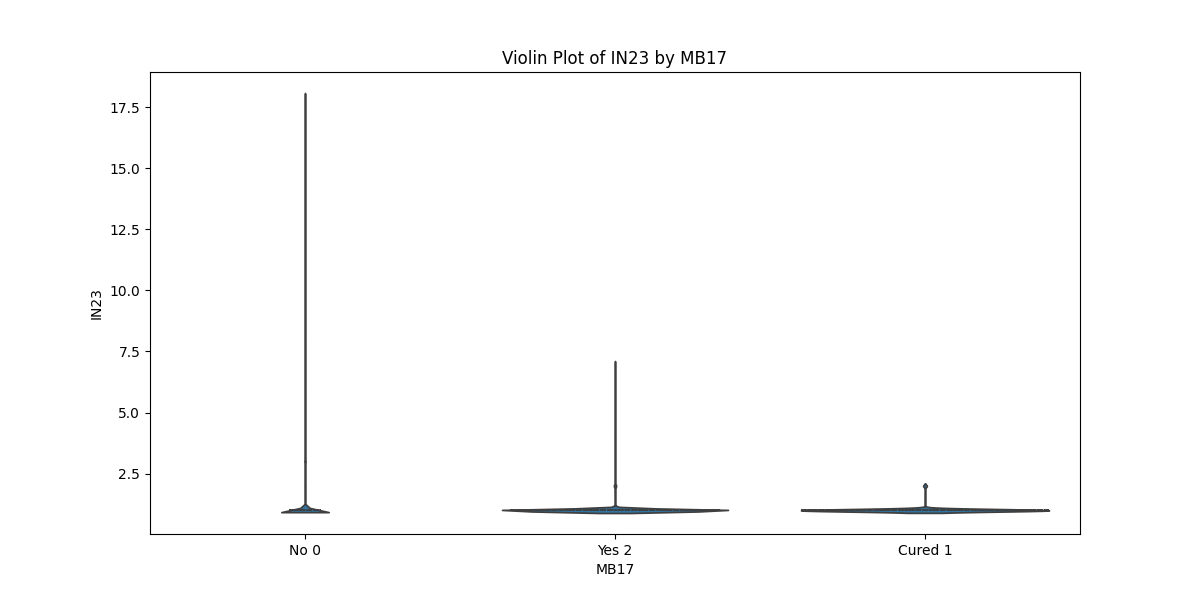 Violin Plot of IN23 by MB17
17.5
15.0
12.5
10.0
7.5
5.0
2.5
IN23
No 0
Yes 2
Cured 1
MB17